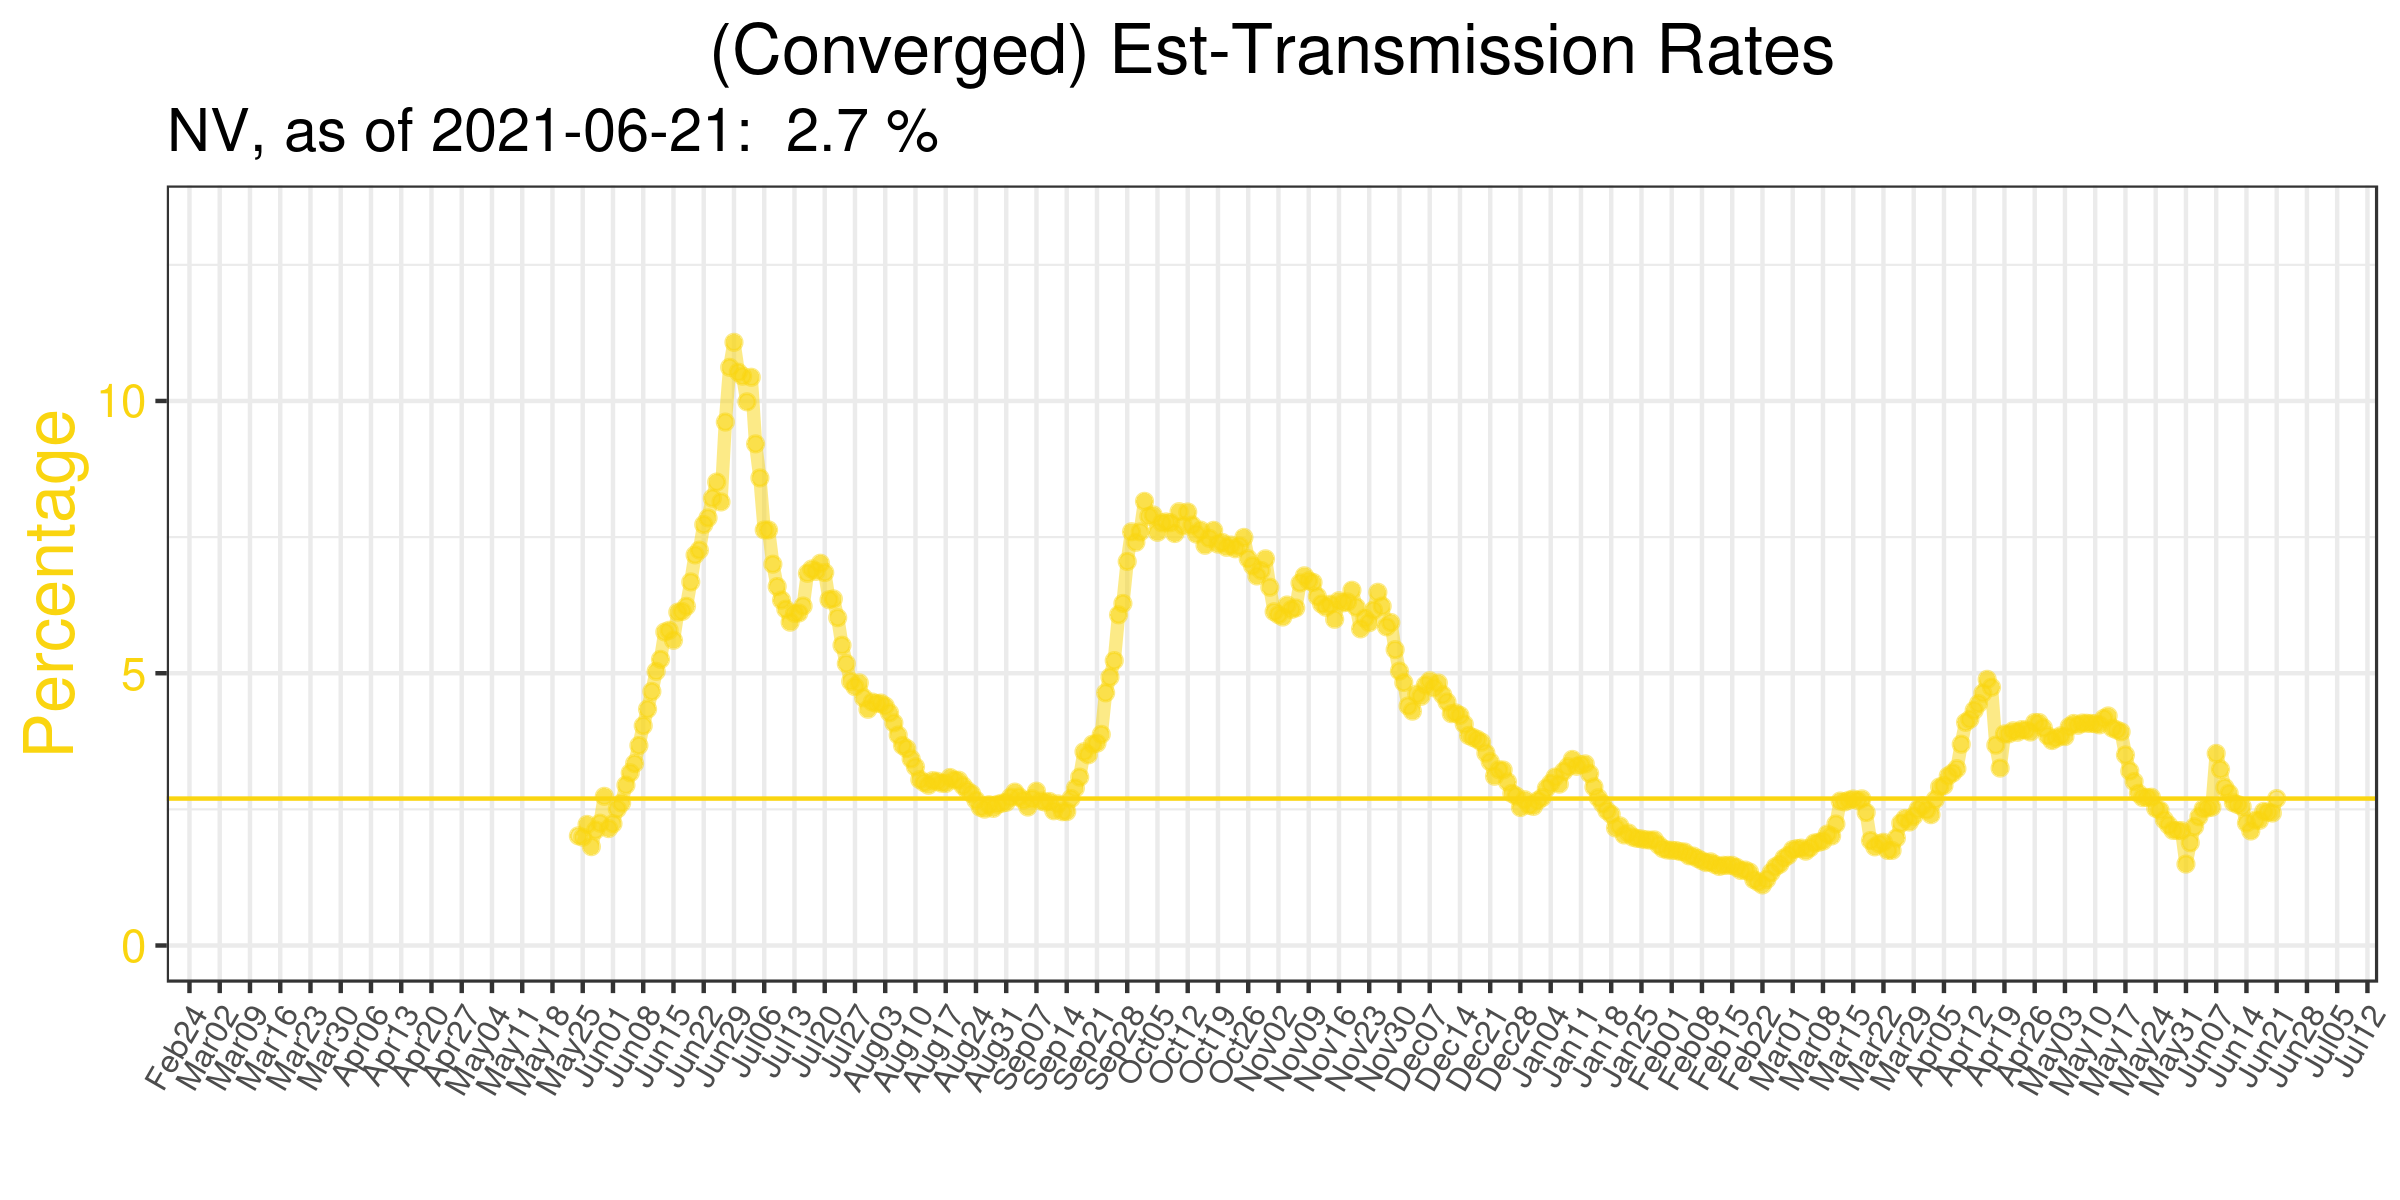 (Converged) Est-Transmission Rates
NV, as of 2021-06-21: 2.7 %
Percentage
10
5
0
Feb24
Mar02
Mar09
Mar16
Mar23
Mar30
Apr06
Apr13
Apr20
Apr27
May04
May11
May18
May25
Jun01
Jun08
Jun15
Jun22
Jun29
Jul06
Jul13
Jul20
Jul27
Aug03
Aug10
Aug17
Aug24
Aug31
Sep07
Sep14
Sep21
Sep28
Oct05
Oct12
Oct19
Oct26
Nov02
Nov09
Nov16
Nov23
Nov30
Dec07
Dec14
Dec21
Dec28
Jan04
Jan11
Jan18
Jan25
Feb01
Feb08
Feb15
Feb22
Mar01
Mar08
Mar15
Mar22
Mar29
Apr05
Apr12
Apr19
Apr26
May03
May10
May17
May24
May31
Jun07
Jun14
Jun21
Jun28
Jul05
Jul12